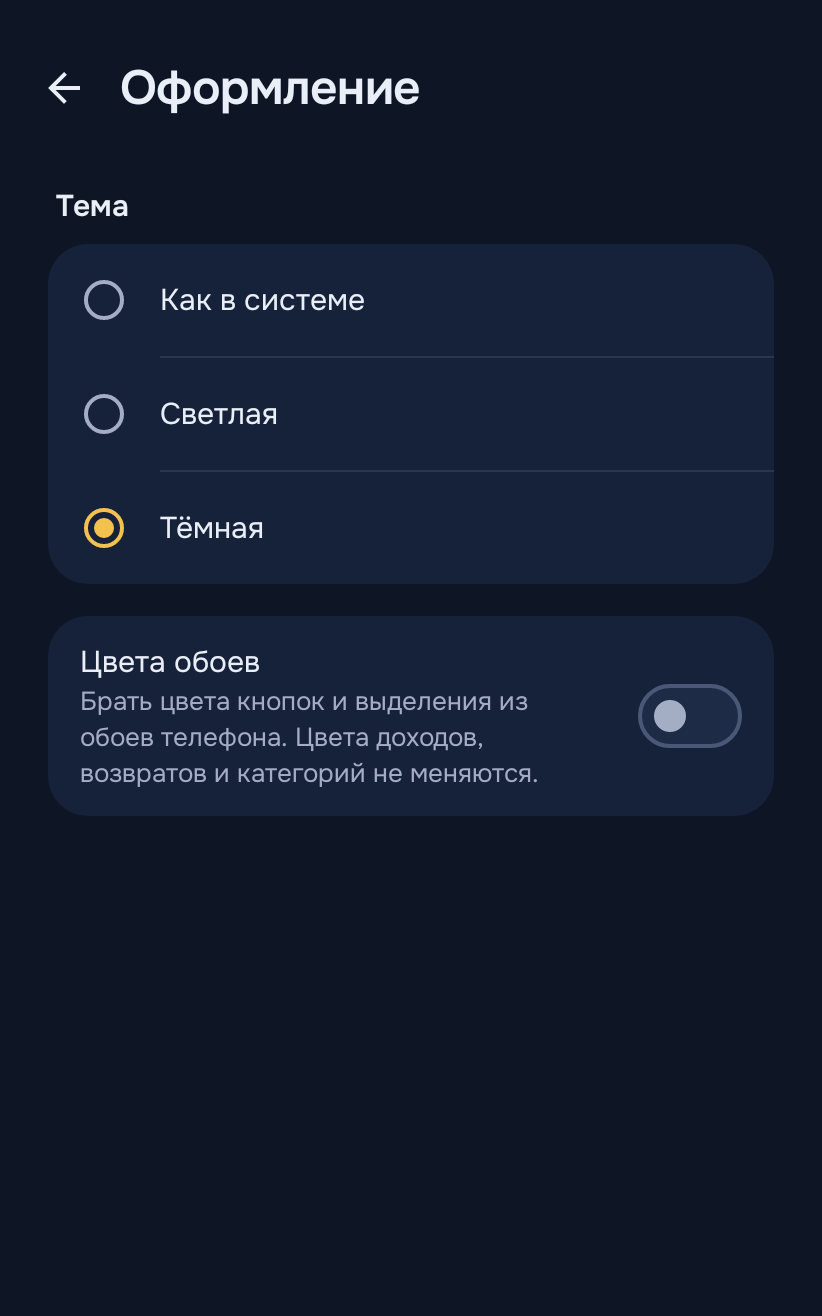 Оформление
Тема
Как в системе
Светлая
Тёмная
Цвета обоев
Брать цвета кнопок и выделения из
обоев телефона. Цвета доходов,
возвратов и категорий не меняются.